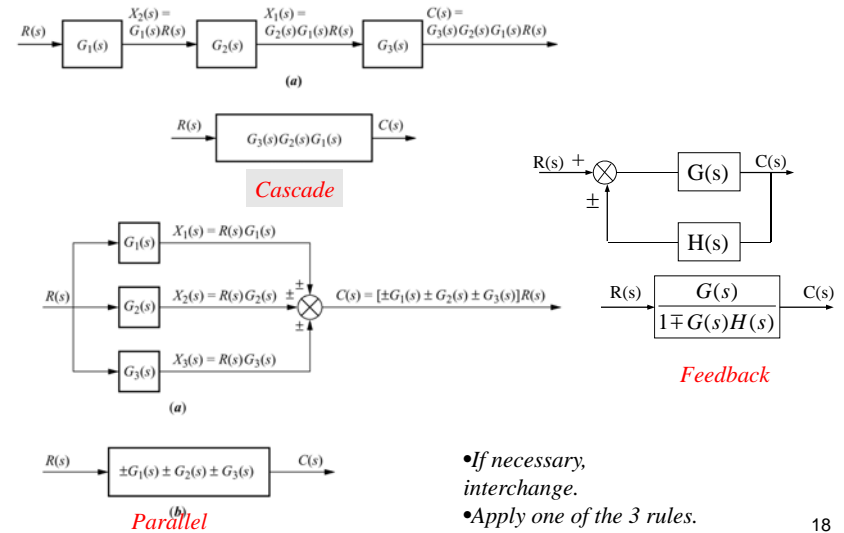 X₂(s) =
X₁(s) =
C(s) =
R(s)
G₁(s)R(s)
G₂(s)G₁(s)R(s)
G₃(s)G₂(s)G₁(s)R(s)
G₁(s)
G₂(s)
G₃(s)
(a)
R(s)
G₃(s)G₂(s)G₁(s)
C(s)
Cascade
R(s) +
G(s)
C(s)
±
H(s)
R(s)
G(s)
1∓G(s)H(s)
C(s)
Feedback
X₁(s) = R(s)G₁(s)
G₁(s)
±
R(s)
G₂(s)
X₂(s) = R(s)G₂(s)
±
C(s) = [±G₁(s) ± G₂(s) ± G₃(s)]R(s)
±
G₃(s)
X₃(s) = R(s)G₃(s)
(a)
R(s)
±G₁(s) ± G₂(s) ± G₃(s)
C(s)
(b)
Parallel
•If necessary,
interchange.
•Apply one of the 3 rules.
18